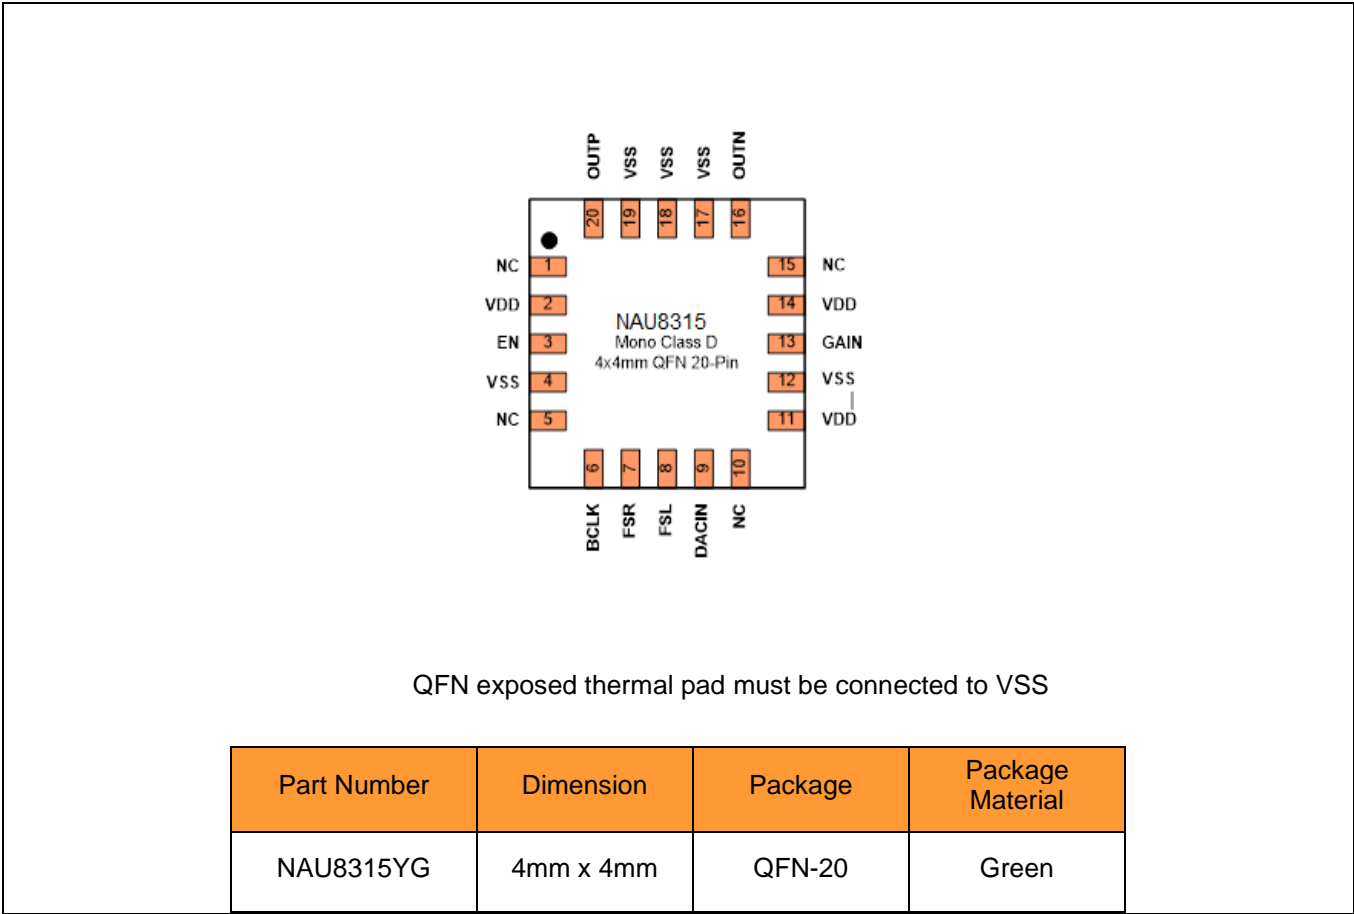 OUTP VSS VSS VSS OUTN
20 19 18 17 16
NC 1 15 NC
VDD 2 14 VDD
EN 3 13 GAIN
VSS 4 12 VSS
NC 5 11 VDD
NAU8315
Mono Class D
4x4mm QFN 20-Pin
6 7 8 9 10
BCLK FSR FSL DACIN NC
QFN exposed thermal pad must be connected to VSS
Part Number Dimension Package Package Material
NAU8315YG 4mm x 4mm QFN-20 Green